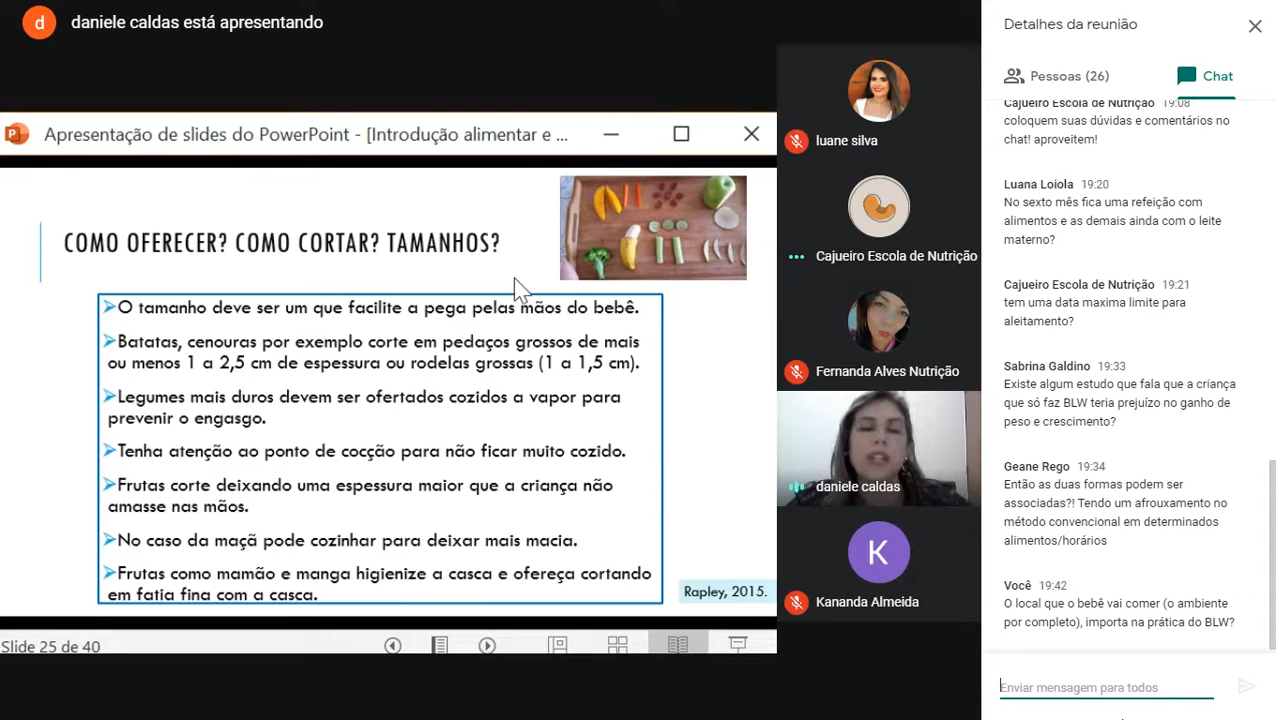 d
daniele caldas está apresentando
Apresentação de slides do PowerPoint - [Introdução alimentar e ...
COMO OFERECER? COMO CORTAR? TAMANHOS?
➢O tamanho deve ser um que facilite a pega pelas mãos do bebê.
➢Batatas, cenouras por exemplo corte em pedaços grossos de mais
ou menos 1 a 2,5 cm de espessura ou rodelas grossas (1 a 1,5 cm).
➢Legumes mais duros devem ser ofertados cozidos a vapor para
prevenir o engasgo.
➢Tenha atenção ao ponto de cocção para não ficar muito cozido.
➢Frutas corte deixando uma espessura maior que a criança não
amasse nas mãos.
➢No caso da maçã pode cozinhar para deixar mais macia.
➢Frutas como mamão e manga higienize a casca e ofereça cortando
em fatia fina com a casca.
Rapley, 2015.
Slide 25 de 40
luane silva
Cajueiro Escola de Nutrição
Fernanda Alves Nutrição
daniele caldas
K
Kananda Almeida
Detalhes da reunião
Pessoas (26)
Chat
Cajueiro Escola de Nutrição 19:08
coloquem suas dúvidas e comentários no
chat! aproveitem!
Luana Loiola 19:20
No sexto mês fica uma refeição com
alimentos e as demais ainda com o leite
materno?
Cajueiro Escola de Nutrição 19:21
tem uma data maxima limite para
aleitamento?
Sabrina Galdino 19:33
Existe algum estudo que fala que a criança
que só faz BLW teria prejuízo no ganho de
peso e crescimento?
Geane Rego 19:34
Então as duas formas podem ser
associadas?! Tendo um afrouxamento no
método convencional em determinados
alimentos/horários
Você 19:42
O local que o bebê vai comer (o ambiente
por completo), importa na prática do BLW?
Enviar mensagem para todos